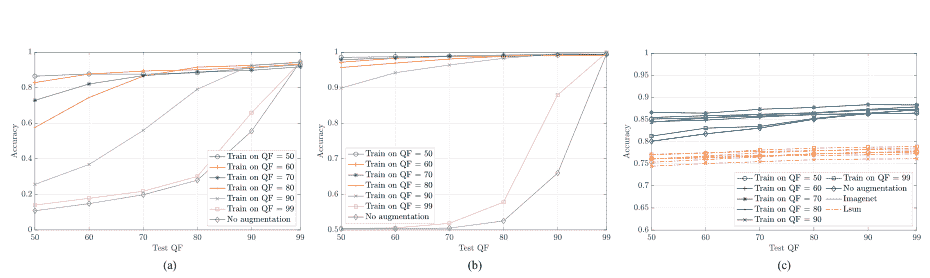 1
0.8
0.6
0.4
0.2
0
Accuracy
50
60
70
80
90
99
Test QF
Train on QF = 50
Train on QF = 60
Train on QF = 70
Train on QF = 80
Train on QF = 90
Train on QF = 99
No augmentation
(a)
1
0.9
0.8
0.7
0.6
0.5
Accuracy
50
60
70
80
90
99
Test QF
Train on QF = 50
Train on QF = 60
Train on QF = 70
Train on QF = 80
Train on QF = 90
Train on QF = 99
No augmentation
(b)
1
0.95
0.9
0.85
0.8
0.75
0.7
0.65
0.6
Accuracy
50
60
70
80
90
99
Test QF
Train on QF = 50
Train on QF = 60
Train on QF = 70
Train on QF = 80
Train on QF = 90
Train on QF = 99
No augmentation
Imagenet
Lsun
(c)